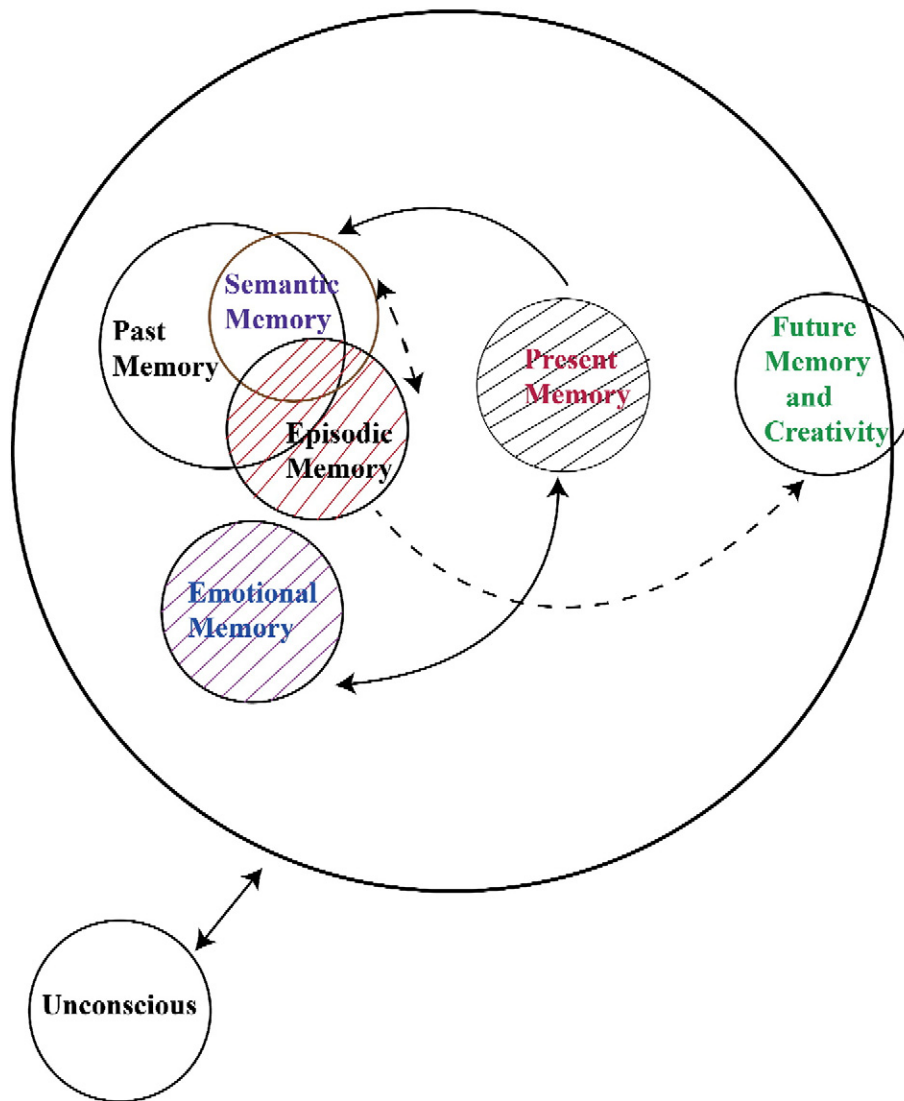 Semantic
Memory
Past
Memory
Episodic
Memory
Present
Memory
Future
Memory
and
Creativity
Emotional
Memory
Unconscious